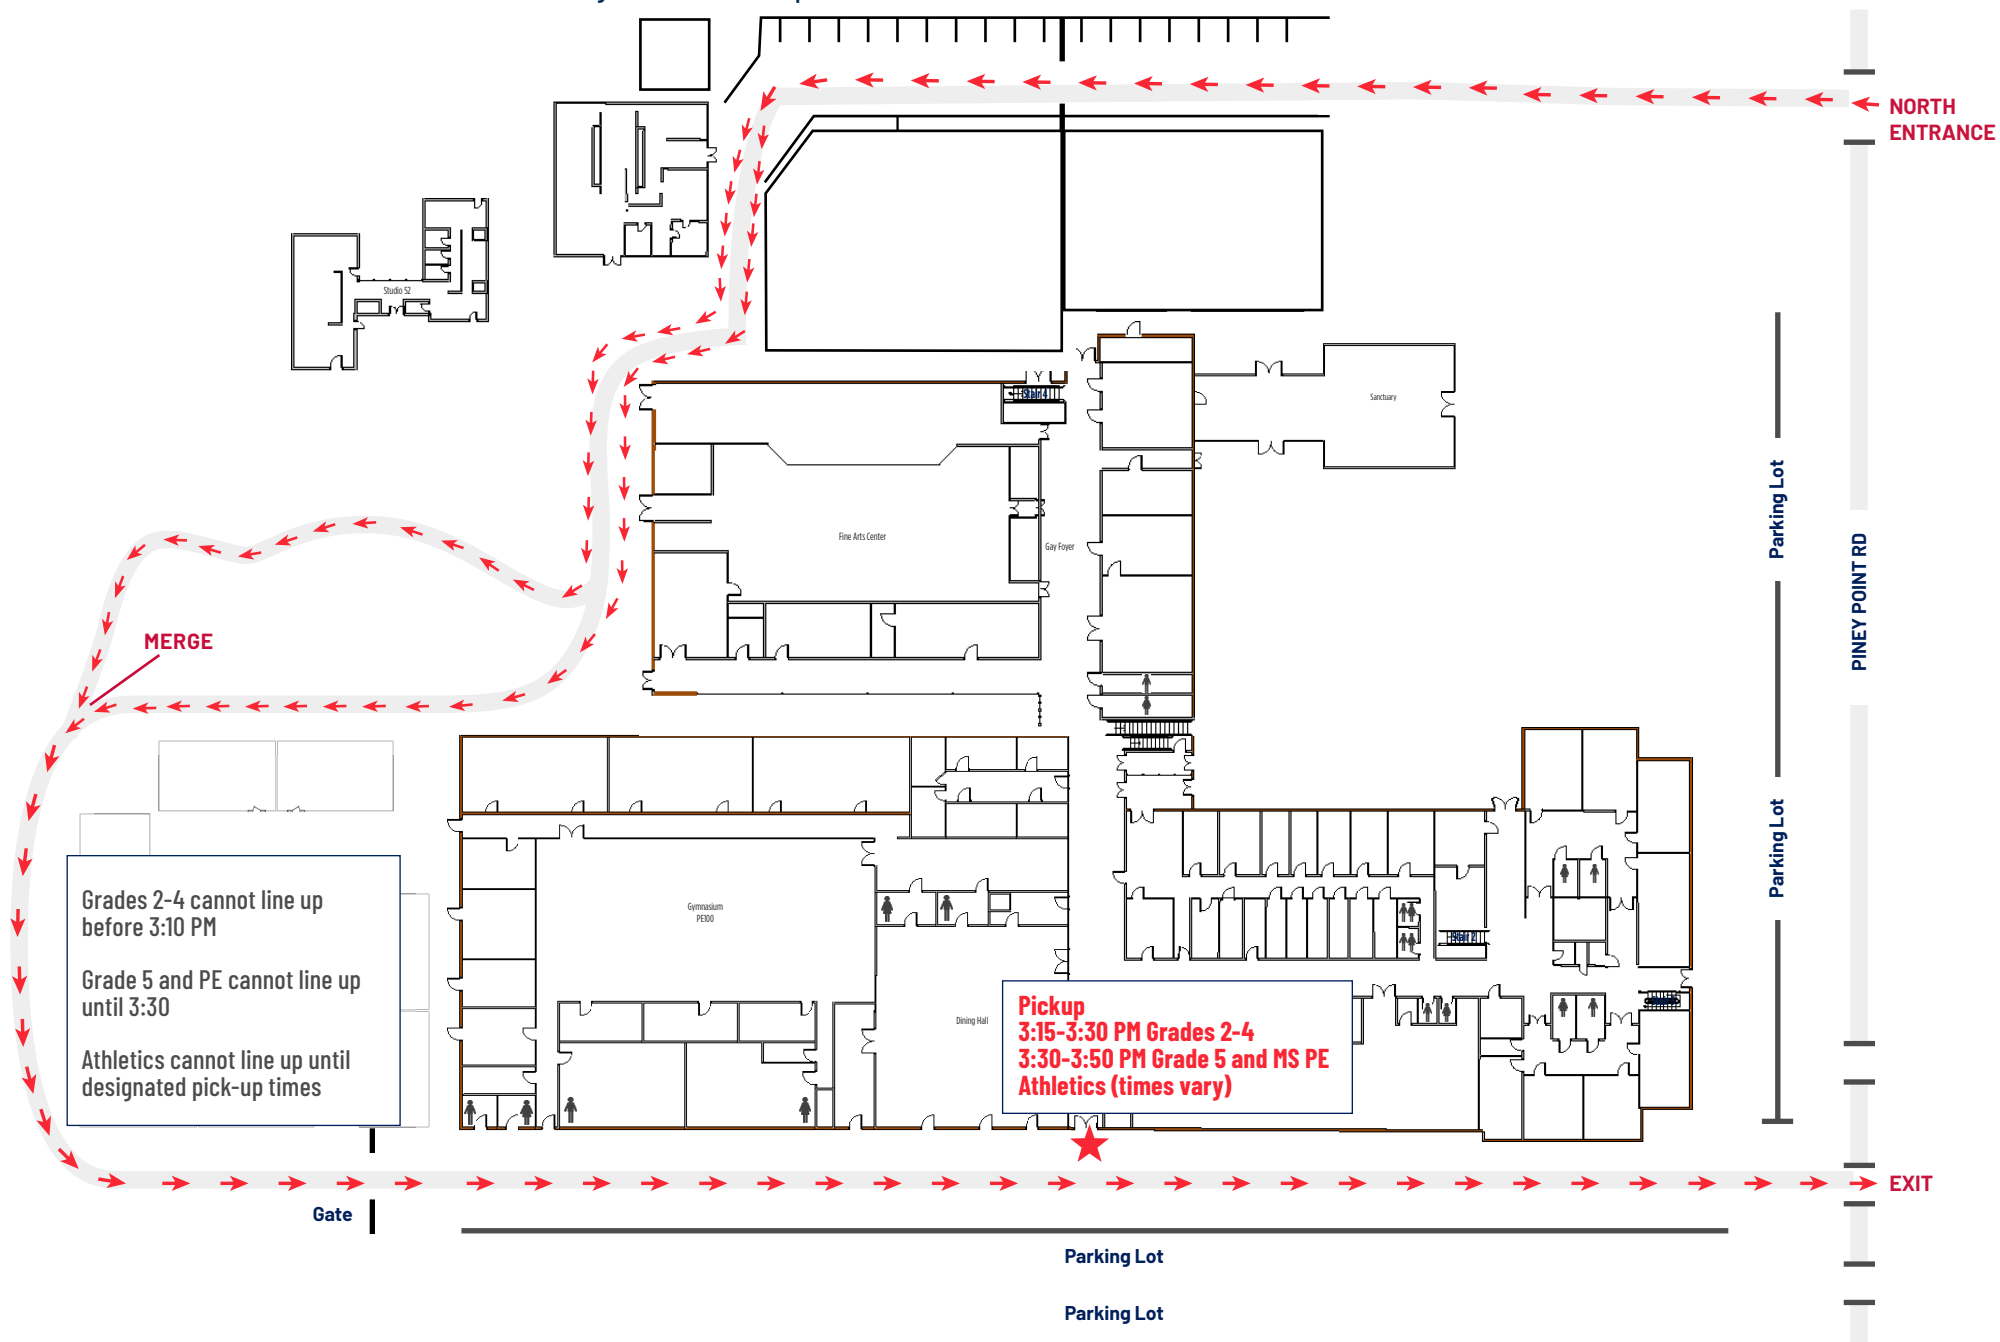 NORTH
ENTRANCE
Studio 52
Stair 4
Sanctuary
Parking Lot
Fine Arts Center
Gay Foyer
PINEY POINT RD
MERGE
Parking Lot
Grades 2-4 cannot line up
before 3:10 PM
Grade 5 and PE cannot line up
until 3:30
Athletics cannot line up until
designated pick-up times
Gymnasium
PE100
Stair 2
Dining Hall
Pickup
3:15-3:30 PM Grades 2-4
3:30-3:50 PM Grade 5 and MS PE
Athletics (times vary)
EXIT
Gate
Parking Lot
Parking Lot